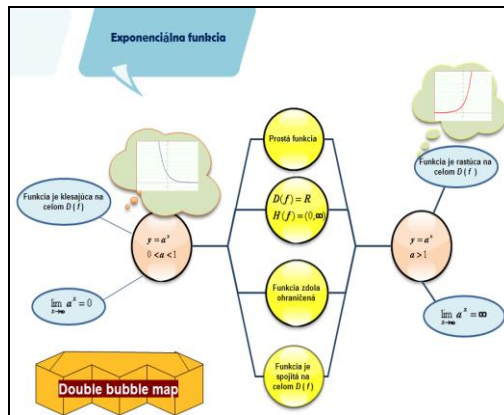 Exponenciálna funkcia
Prostá funkcia
Funkcia je rastúca na
celom D( f )
Funkcia je klesajúca na
celom D( f )
D(f) = R
H(f) = (0,∞)
y = a^x
0 < a < 1
y = a^x
a > 1
Funkcia zdola
ohraničená
lim a^x = 0
x→∞
lim a^x = ∞
x→∞
Funkcia je
spojitá na
celom D( f )
Double bubble map